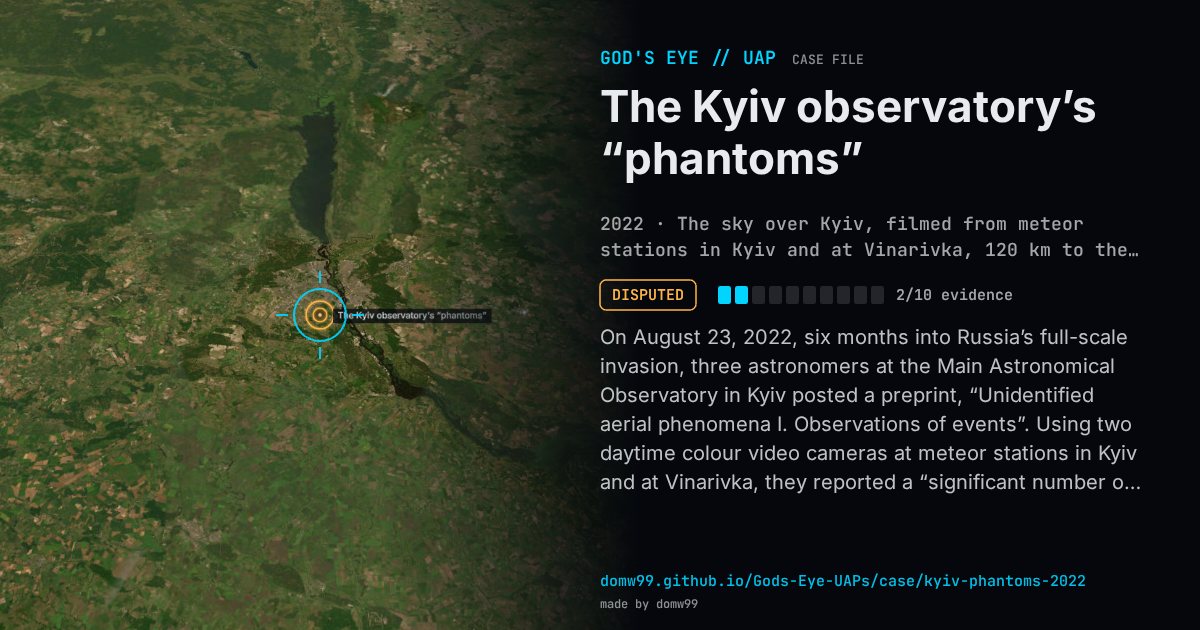 GOD'S EYE // UAP CASE FILE
The Kyiv observatory’s
“phantoms”
2022 · The sky over Kyiv, filmed from meteor
stations in Kyiv and at Vinarivka, 120 km to the…
DISPUTED 2/10 evidence
The Kyiv observatory’s “phantoms”
On August 23, 2022, six months into Russia’s full-scale
invasion, three astronomers at the Main Astronomical
Observatory in Kyiv posted a preprint, “Unidentified
aerial phenomena I. Observations of events”. Using two
daytime colour video cameras at meteor stations in Kyiv
and at Vinarivka, they reported a “significant number o…
domw99.github.io/Gods-Eye-UAPs/case/kyiv-phantoms-2022
made by domw99